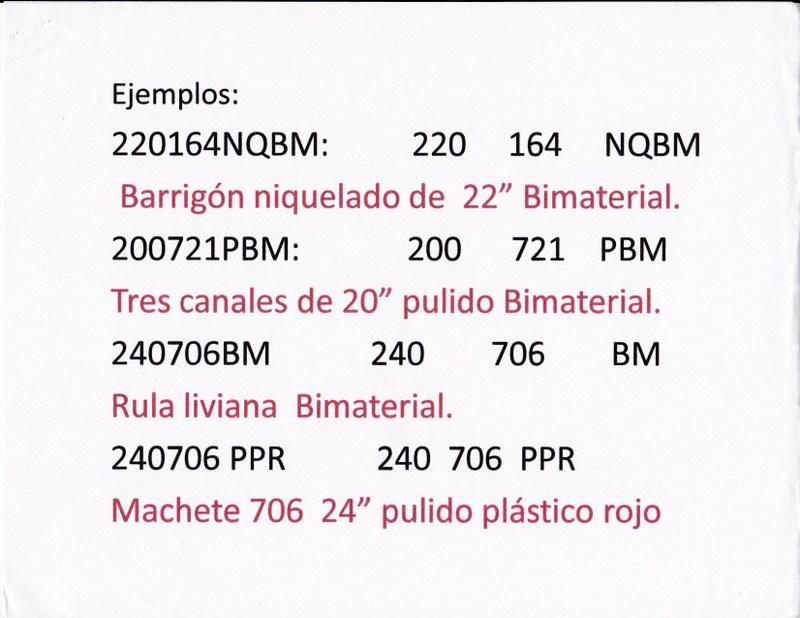 Ejemplos:
220164NQBM: 220 164 NQBM
Barrigón niquelado de 22” Bimaterial.
200721PBM: 200 721 PBM
Tres canales de 20” pulido Bimaterial.
240706BM 240 706 BM
Rula liviana Bimaterial.
240706 PPR 240 706 PPR
Machete 706 24” pulido plástico rojo